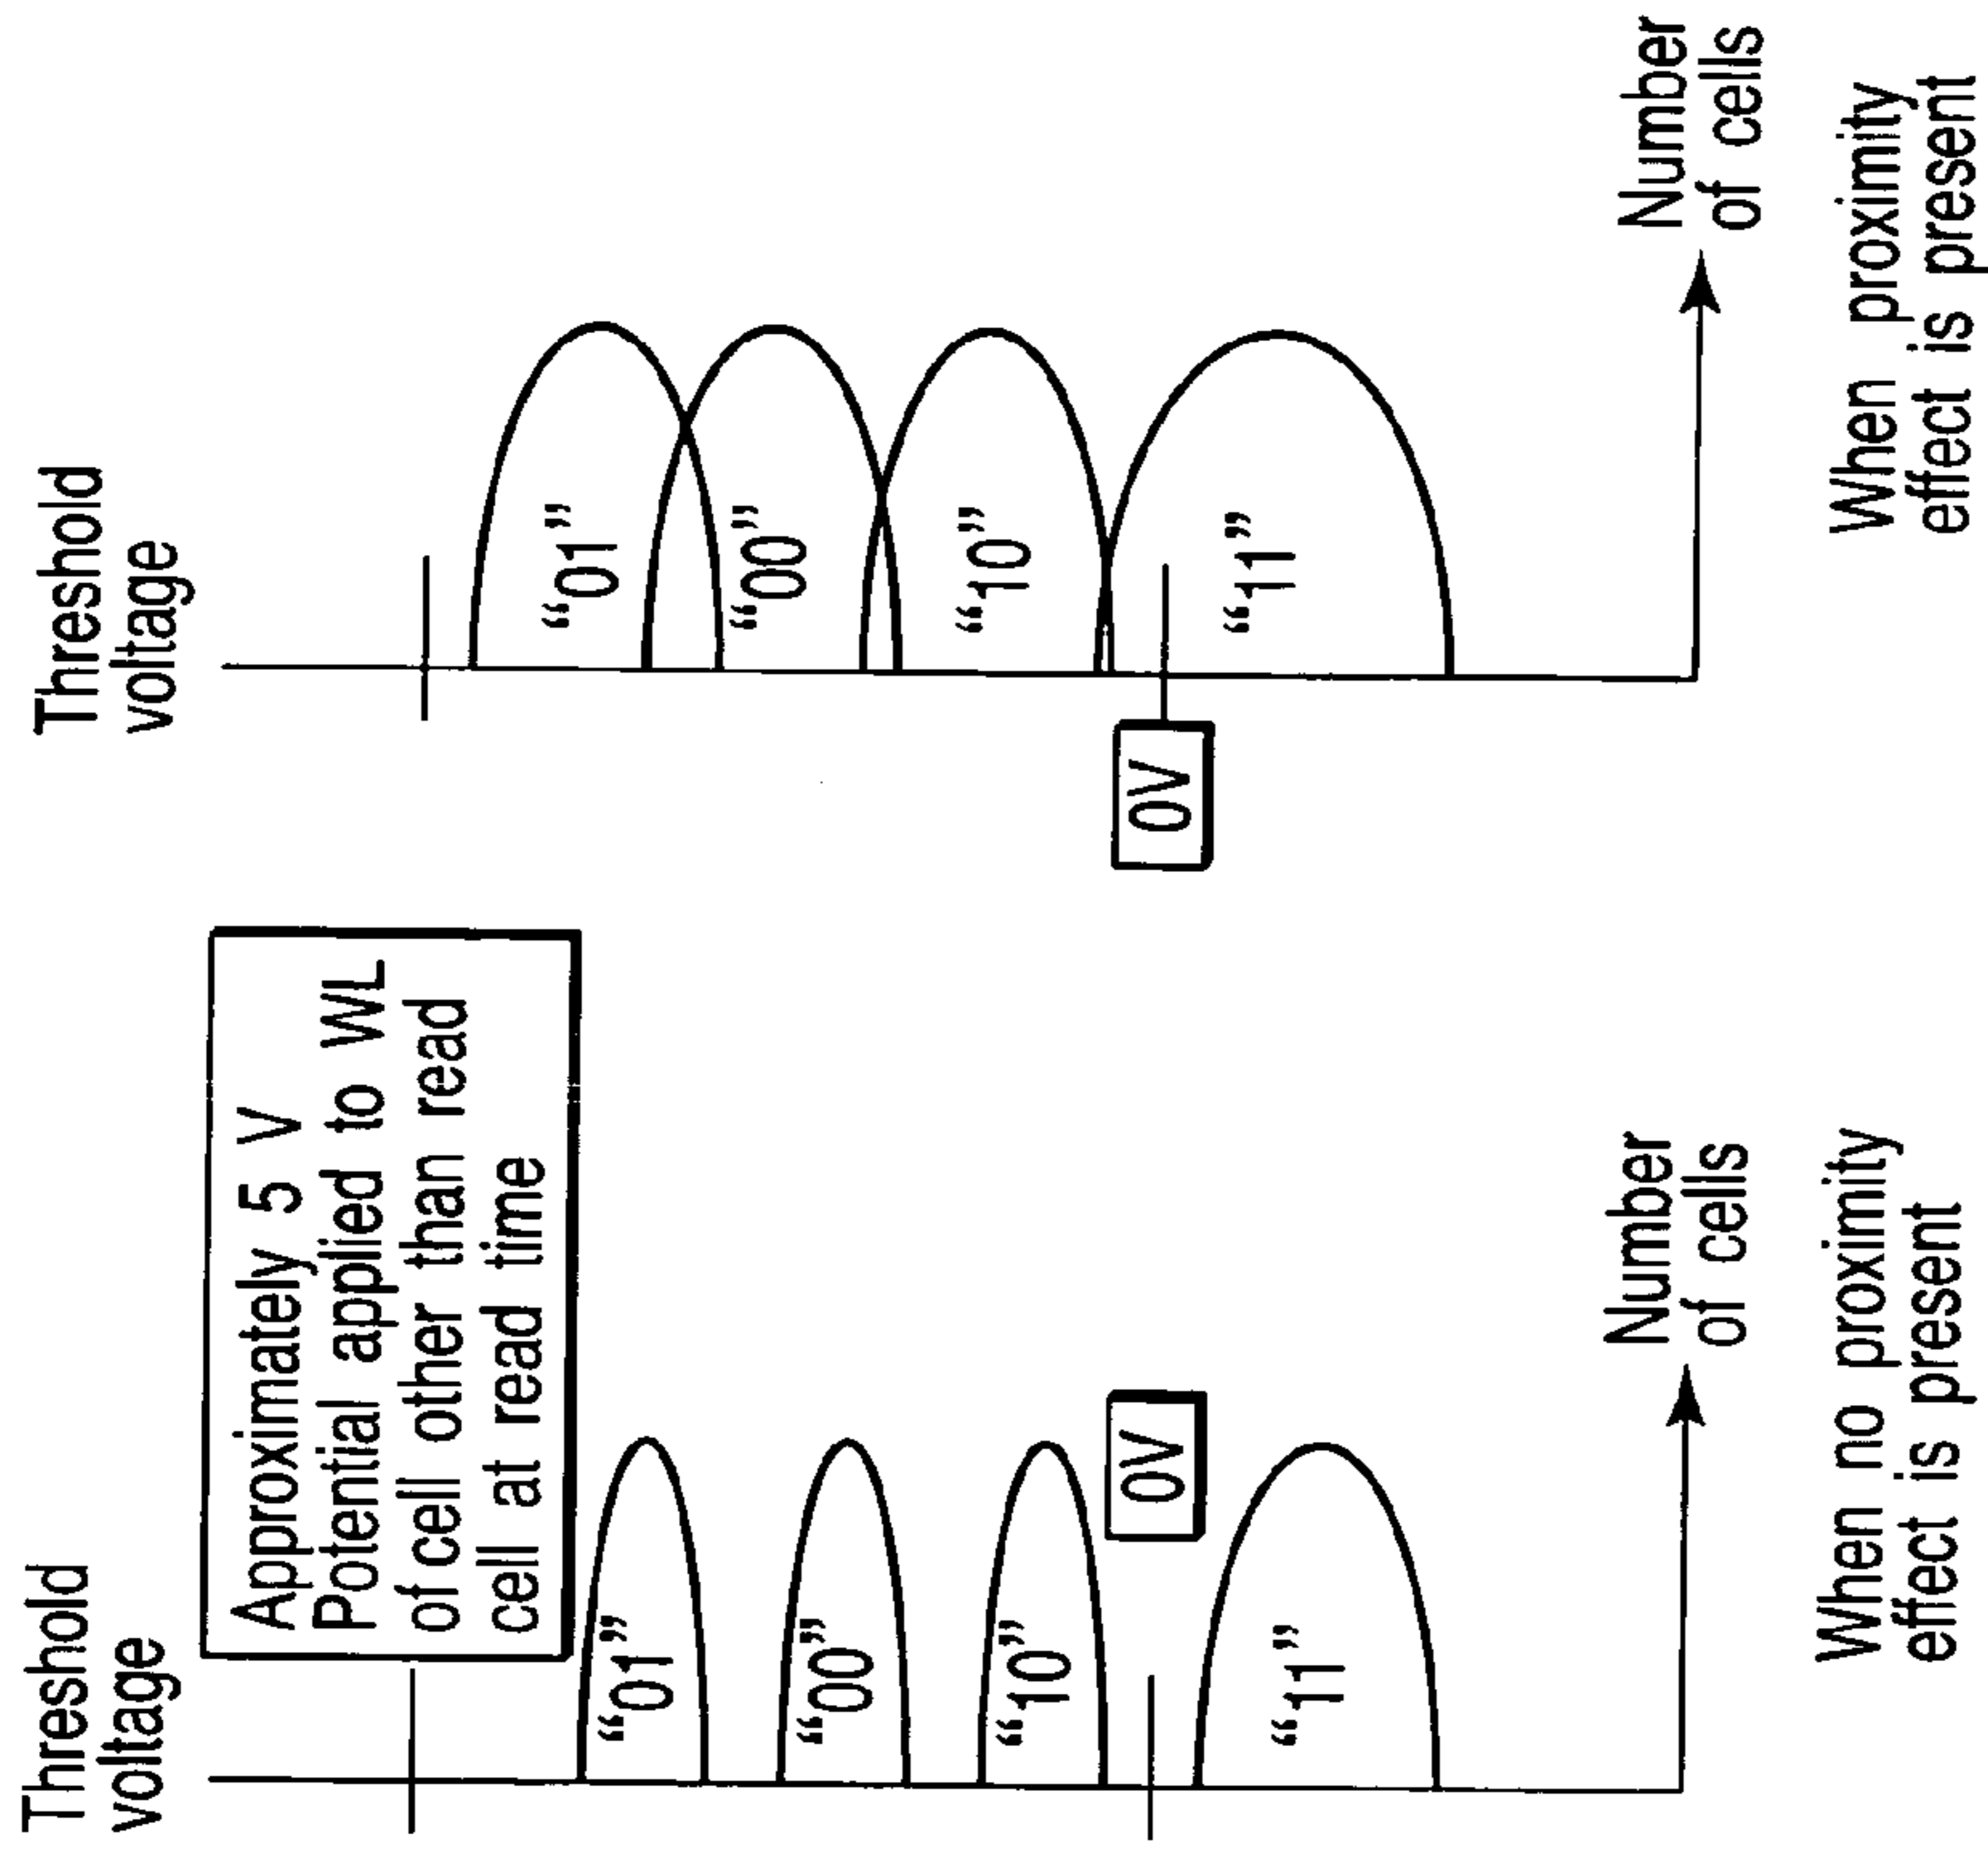 Threshold
voltage
Approximately 5 V
Potential applied to WL
of cell other than read
cell at read time
“01”
“00”
“10”
0V
“11”
Number
of cells
When no proximity
effect is present
Threshold
voltage
“01”
“00”
“10”
0V
“11”
Number
of cells
When proximity
effect is present